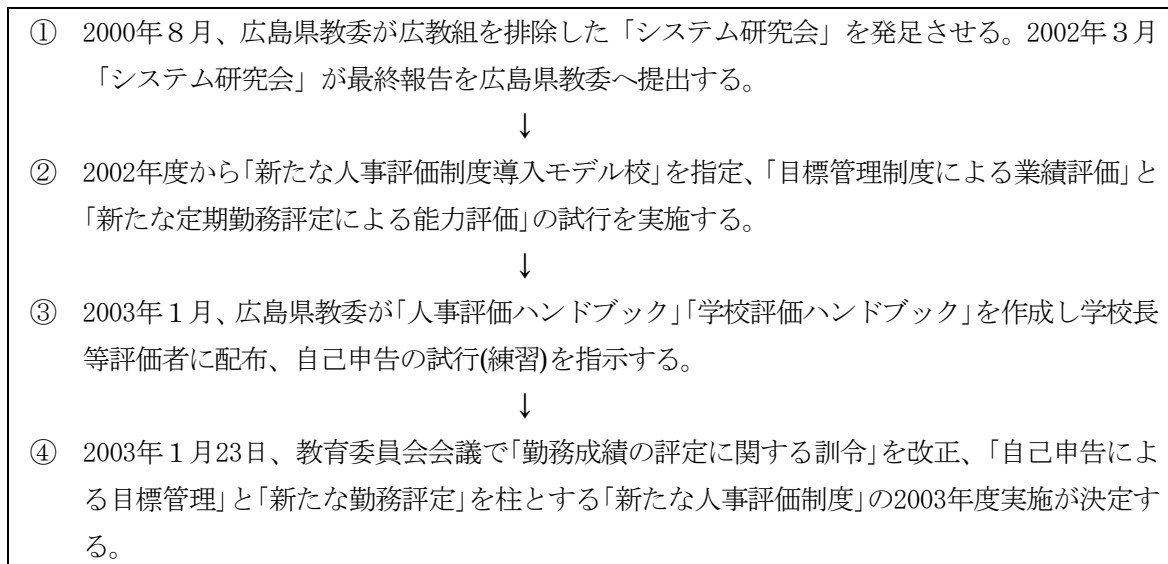 ① 2000年８月、広島県教委が広教組を排除した「システム研究会」を発足させる。2002年３月
「システム研究会」が最終報告を広島県教委へ提出する。
↓
② 2002年度から「新たな人事評価制度導入モデル校」を指定、「目標管理制度による業績評価」と
「新たな定期勤務評定による能力評価」の試行を実施する。
↓
③ 2003年１月、広島県教委が「人事評価ハンドブック」「学校評価ハンドブック」を作成し学校長
等評価者に配布、自己申告の試行(練習)を指示する。
↓
④ 2003年１月23日、教育委員会会議で「勤務成績の評定に関する訓令」を改正、「自己申告によ
る目標管理」と「新たな勤務評定」を柱とする「新たな人事評価制度」の2003年度実施が決定す
る。